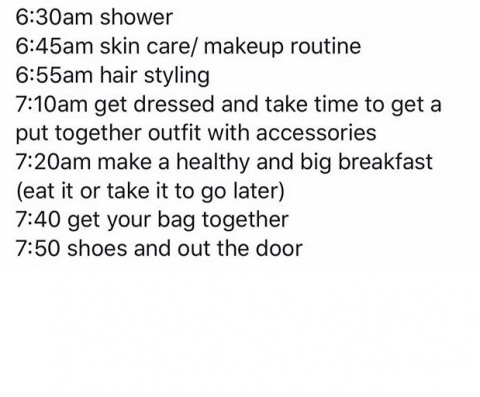 6:30am shower
6:45am skin care/ makeup routine
6:55am hair styling
7:10am get dressed and take time to get a
put together outfit with accessories
7:20am make a healthy and big breakfast
(eat it or take it to go later)
7:40 get your bag together
7:50 shoes and out the door